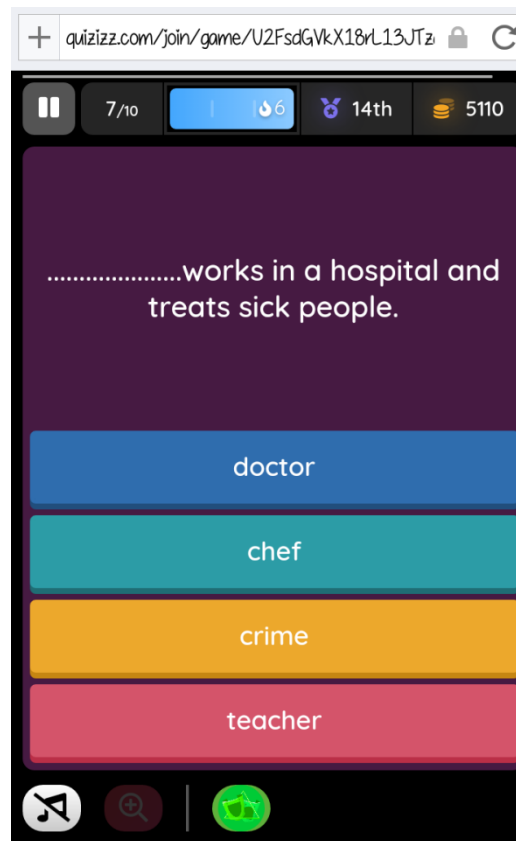 quizizz.com/join/game/U2FsdGVkX18rL13JTz
7/10
6
14th
5110
.....................works in a hospital and
treats sick people.
doctor
chef
crime
teacher